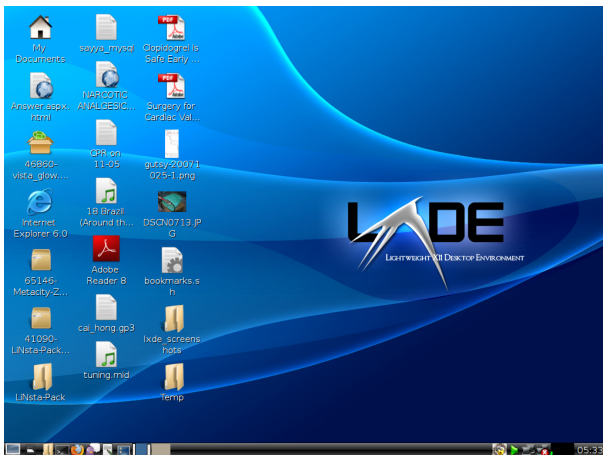 My
Documents
sayya_mysql
Clopidogrel is
Safe Early ...
Answer.aspx.
html
NARCOTIC
ANALGESIC...
Surgery for
Cardiac Val...
46860-
vista_glow....
CPR on
11-05
gutsy-20071
025-1.png
Internet
Explorer 6.0
18 Brazil
(Around th...
DSCN0713.JP
G
65146-
Metacity-Z...
Adobe
Reader 8
bookmarks.s
h
41090-
LiNsta-Pack...
cai_hong.gp3
lxde_screens
hots
LiNsta-Pack
tuning.mid
Temp
LXDE
Lightweight X11 Desktop Environment
05:33